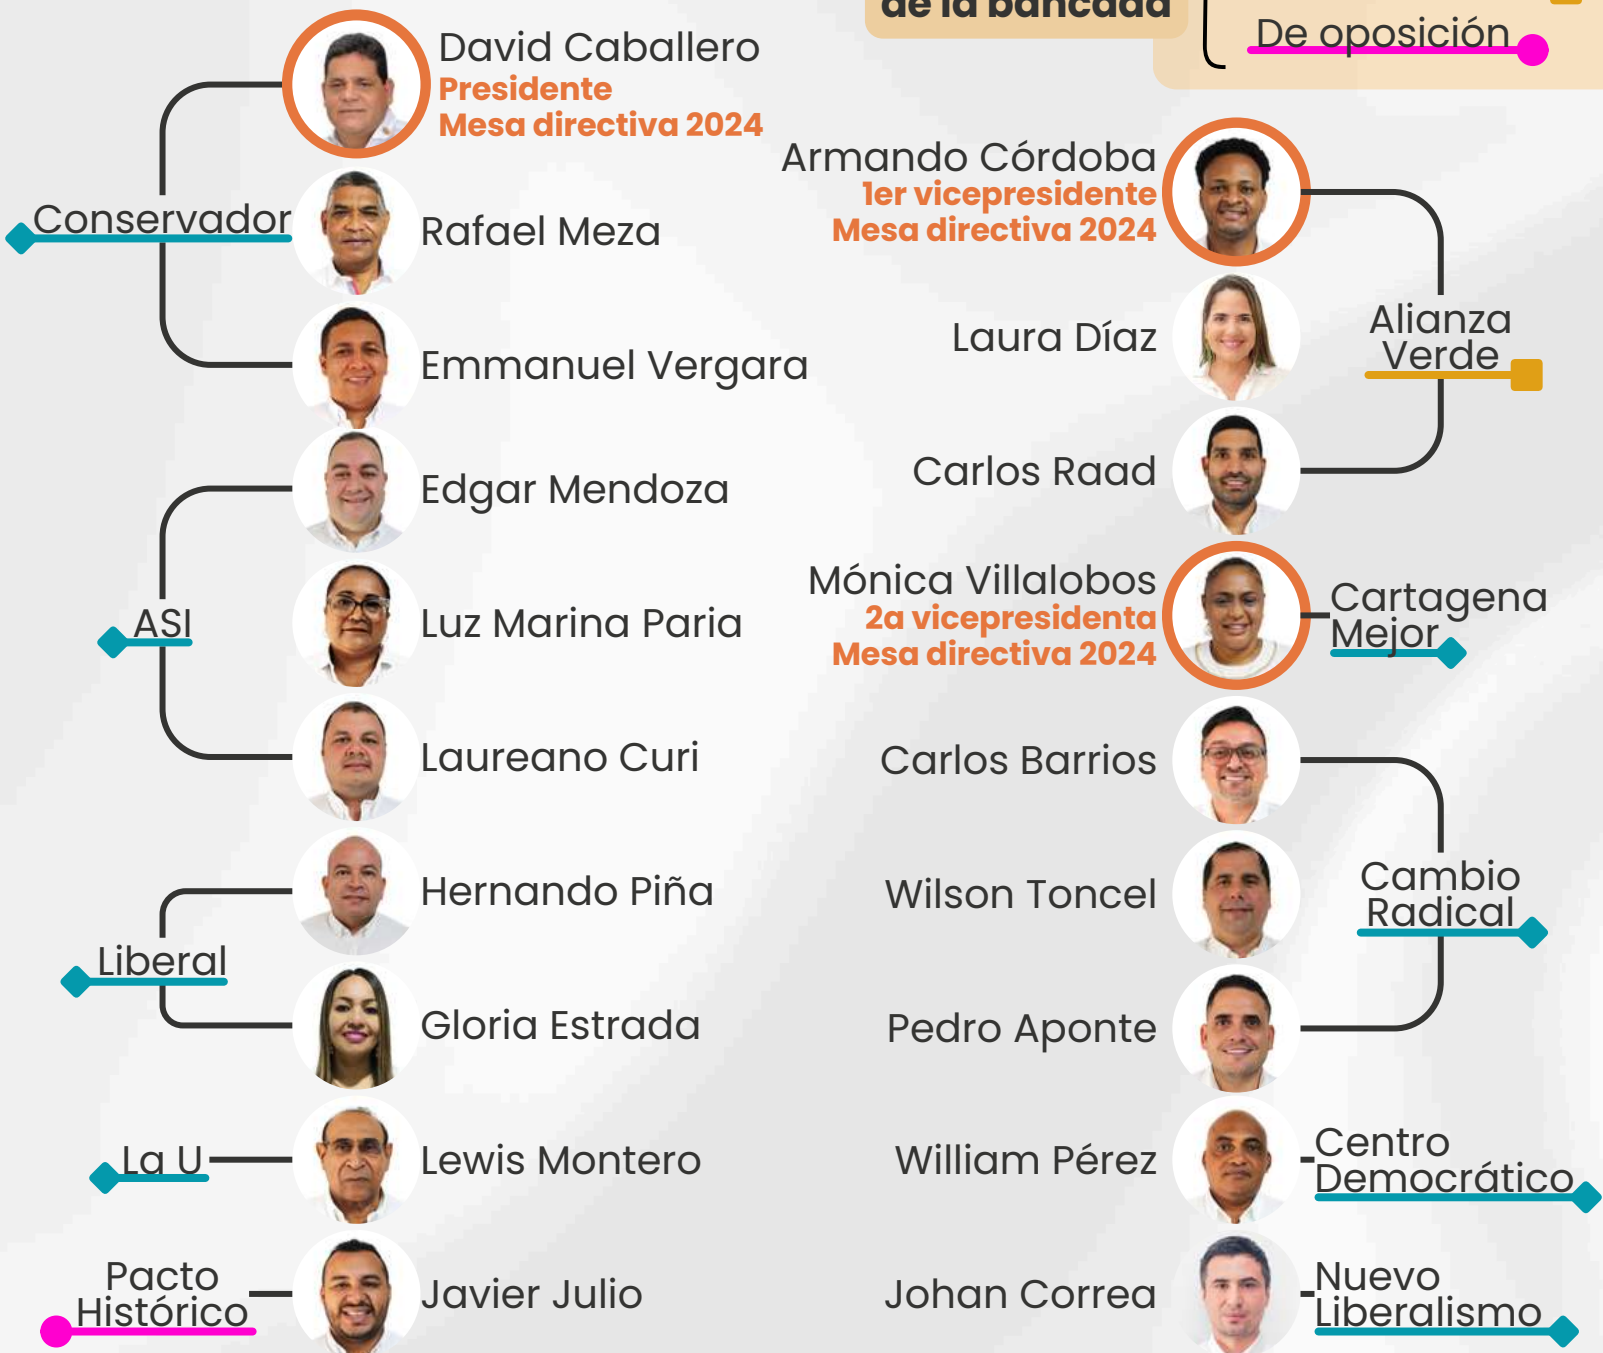 de la bancada
De oposición
David Caballero
Presidente
Mesa directiva 2024
Conservador
Rafael Meza
Emmanuel Vergara
Edgar Mendoza
ASI
Luz Marina Paria
Laureano Curi
Hernando Piña
Liberal
Gloria Estrada
La U
Lewis Montero
Pacto
Histórico
Javier Julio
Armando Córdoba
1er vicepresidente
Mesa directiva 2024
Laura Díaz
Alianza
Verde
Carlos Raad
Mónica Villalobos
2a vicepresidenta
Mesa directiva 2024
Cartagena
Mejor
Carlos Barrios
Wilson Toncel
Cambio
Radical
Pedro Aponte
William Pérez
Centro
Democrático
Johan Correa
Nuevo
Liberalismo